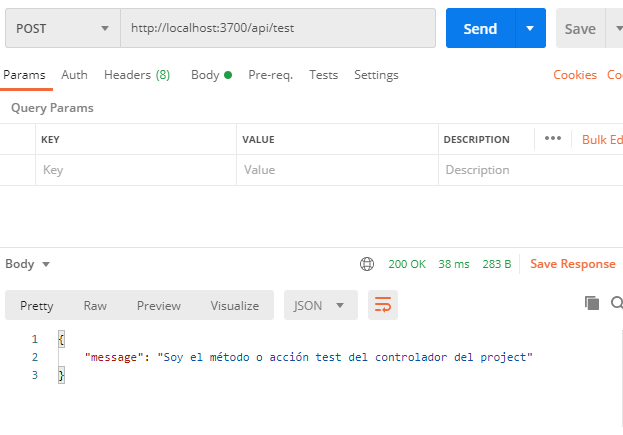 POST http://localhost:3700/api/test Send Save
Params Auth Headers (8) Body Pre-req. Tests Settings Cookies Co
Query Params
KEY VALUE DESCRIPTION ••• Bulk Ed
Key Value Description
Body 200 OK 38 ms 283 B Save Response
Pretty Raw Preview Visualize JSON
1 {
2 "message": "Soy el método o acción test del controlador del project"
3 }